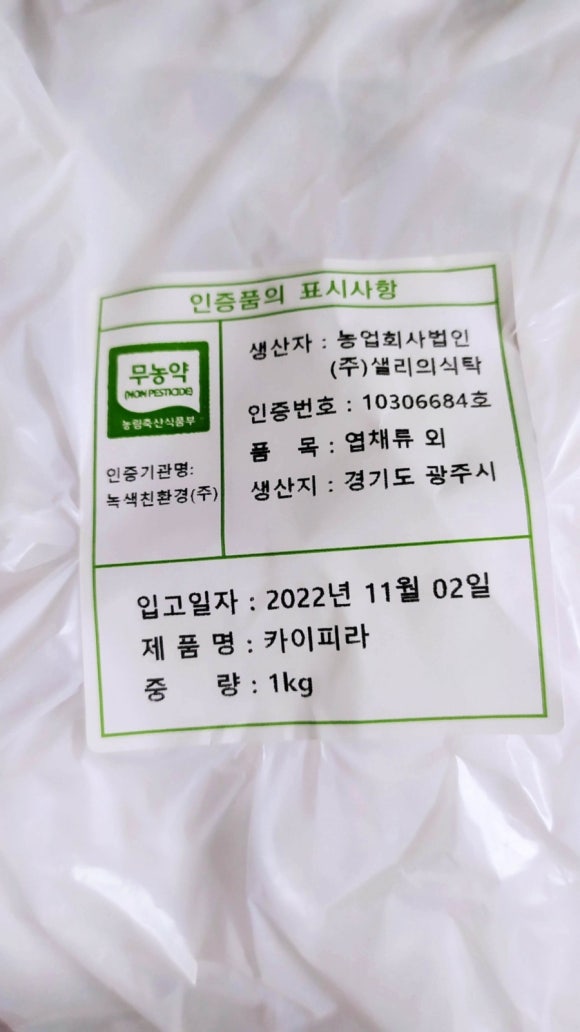 인증품의 표시사항
무농약
(NON PESTICIDE)
농림축산식품부
인증기관명:
녹색친환경(주)
생산자 : 농업회사법인
(주)샐리의식탁
인증번호 : 10306684호
품 목 : 엽채류 외
생산지 : 경기도 광주시
입고일자 : 2022년 11월 02일
제 품 명 : 카이피라
중 량 : 1kg